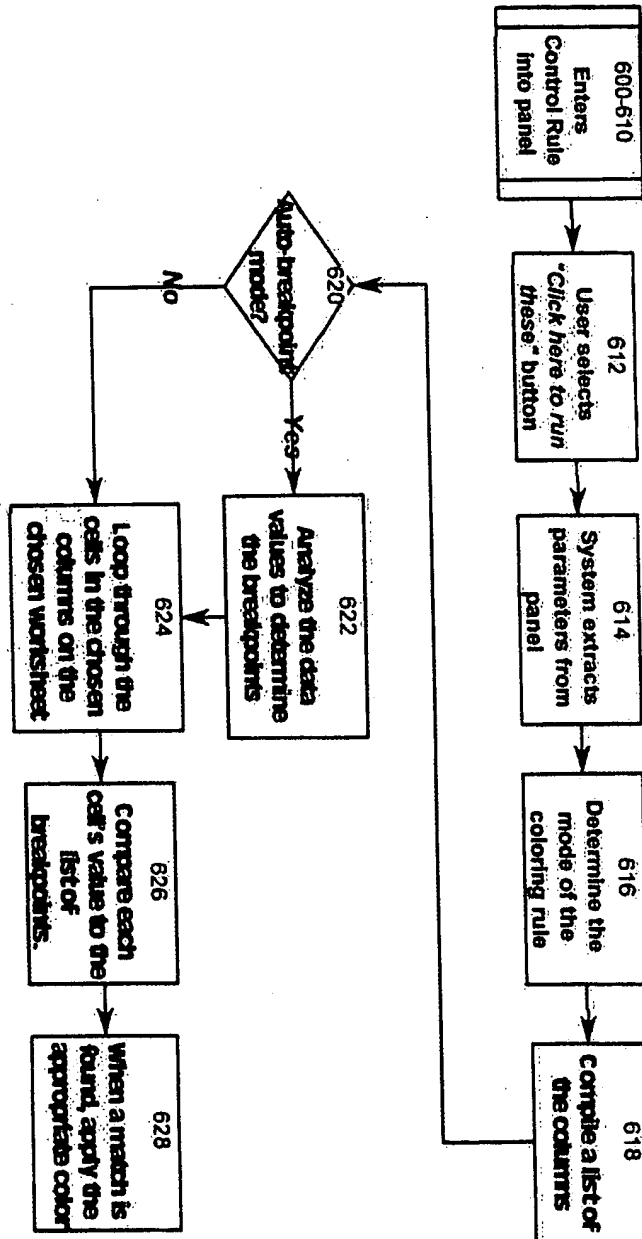 600-610
Enters
Control Rule
into panel
612
User selects
"Click here to run
these" button
614
System extracts
parameters from
panel
616
Determine the
mode of the
coloring rule
618
Compile a list of
the columns
620
Auto-breakpoint
mode?
Yes
No
622
Analyze the data
values to determine
the breakpoints
624
Loop through the
cells in the chosen
columns on the
chosen worksheet
626
Compare each
cell's value to the
list of
breakpoints.
628
When a match is
found, apply the
appropriate color